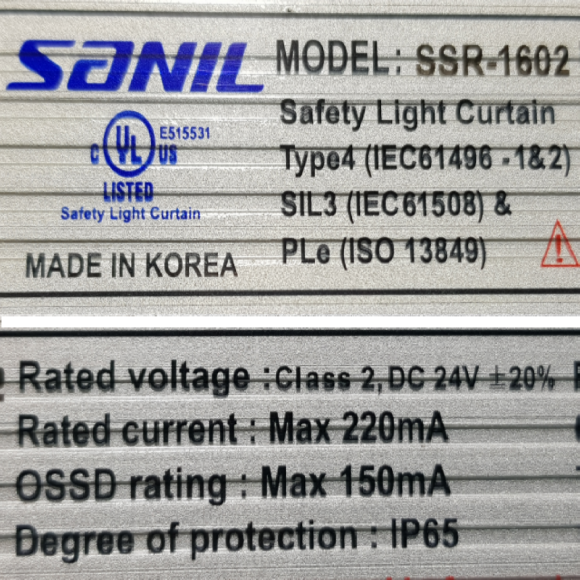 SANIL
MODEL: SSR-1602
Safety Light Curtain
Type4 (IEC61496 -1&2)
SIL3 (IEC61508) &
PLe (ISO 13849)
C UL US E515531
LISTED
Safety Light Curtain
MADE IN KOREA
Rated voltage :Class 2, DC 24V ±20%
Rated current : Max 220mA
OSSD rating : Max 150mA
Degree of protection : IP65